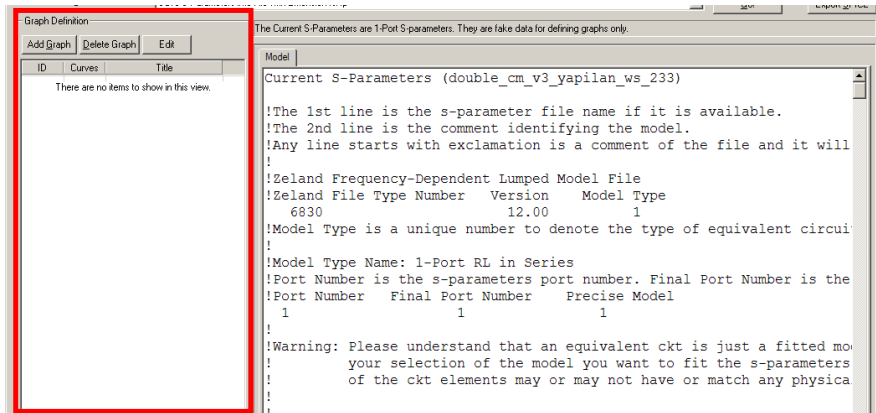 Graph Definition
Add Graph Delete Graph Edit
ID Curves Title
There are no items to show in this view.
The Current S-Parameters are 1-Port S-parameters. They are fake data for defining graphs only.
Model
Current S-Parameters (double_cm_v3_yapilan_ws_233)
!The 1st line is the s-parameter file name if it is available.
!The 2nd line is the comment identifying the model.
!Any line starts with exclamation is a comment of the file and it will
!
!Zeland Frequency-Dependent Lumped Model File
!Zeland File Type Number Version Model Type
6830 12.00 1
!Model Type is a unique number to denote the type of equivalent circui
!
!Model Type Name: 1-Port RL in Series
!Port Number is the s-parameters port number. Final Port Number is the
!Port Number Final Port Number Precise Model
1 1 1
!
!Warning: Please understand that an equivalent ckt is just a fitted mo
! your selection of the model you want to fit the s-parameters
! of the ckt elements may or may not have or match any physica
!
!